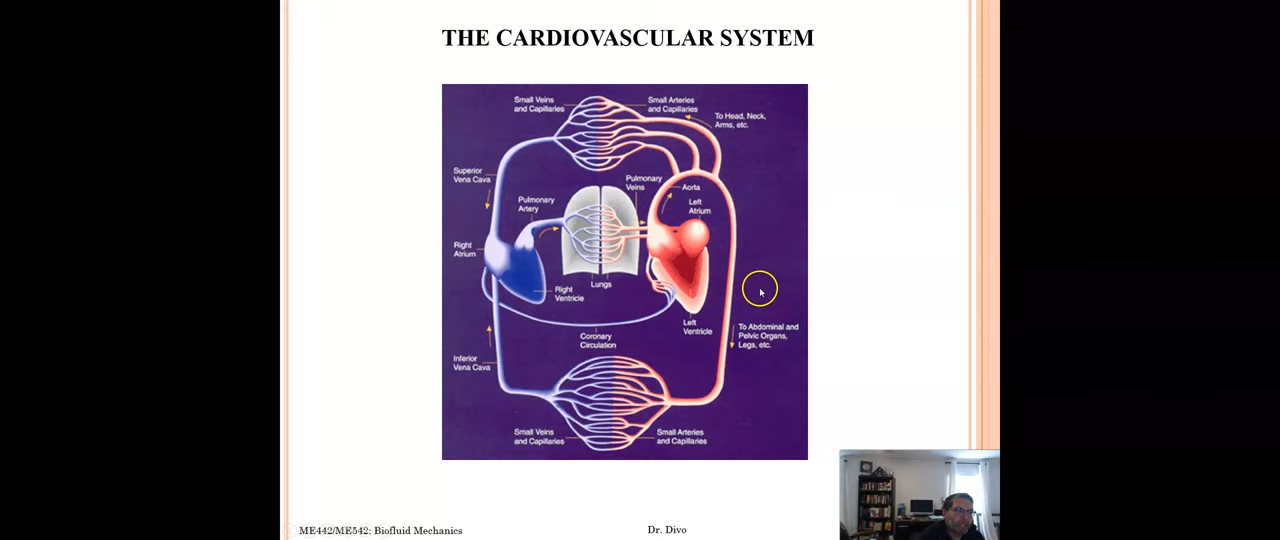 THE CARDIOVASCULAR SYSTEM
Small Veins
and Capillaries
Small Arteries
and Capillaries
To Head, Neck,
Arms, etc.
Superior
Vena Cava
Pulmonary
Artery
Pulmonary
Veins
Aorta
Left
Atrium
Right
Atrium
Lungs
Right
Ventricle
Left
Ventricle
Coronary
Circulation
To Abdominal and
Pelvic Organs,
Legs, etc.
Inferior
Vena Cava
Small Veins
and Capillaries
Small Arteries
and Capillaries
ME442/ME542: Biofluid Mechanics
Dr. Divo